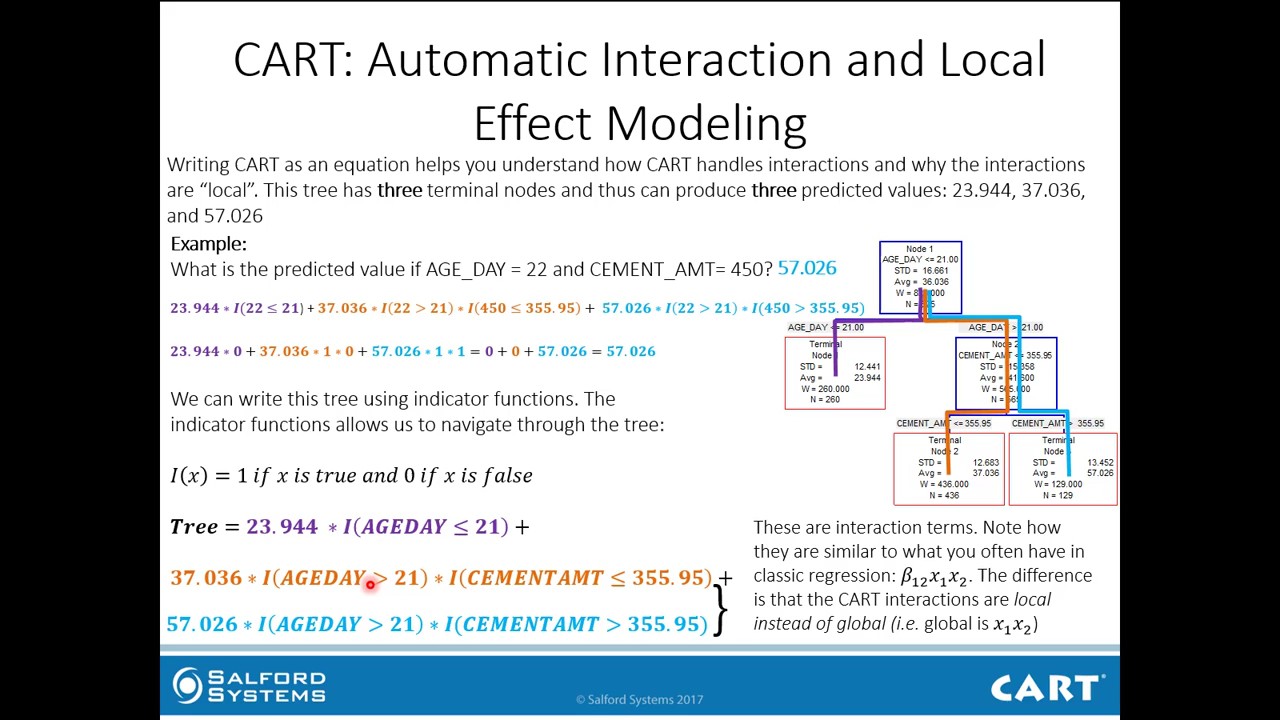 CART: Automatic Interaction and Local
Effect Modeling
Writing CART as an equation helps you understand how CART handles interactions and why the interactions
are “local”. This tree has three terminal nodes and thus can produce three predicted values: 23.944, 37.036,
and 57.026
Example:
What is the predicted value if AGE_DAY = 22 and CEMENT_AMT= 450? 57.026
23.944 * I(22 ≤ 21) + 37.036 * I(22 > 21) * I(450 ≤ 355.95) + 57.026 * I(22 > 21) * I(450 > 355.95)
23.944 * 0 + 37.036 * 1 * 0 + 57.026 * 1 * 1 = 0 + 0 + 57.026 = 57.026
We can write this tree using indicator functions. The
indicator functions allows us to navigate through the tree:
I(x) = 1 if x is true and 0 if x is false
Tree = 23.944 * I(AGEDAY ≤ 21) +
37.036 * I(AGEDAY > 21) * I(CEMENTAMT ≤ 355.95) +
57.026 * I(AGEDAY > 21) * I(CEMENTAMT > 355.95) }
Node 1
AGE_DAY <= 21.00
STD = 16.661
Avg = 36.036
W =
N =
AGE_DAY <= 21.00
AGE_DAY > 21.00
Terminal
Node
STD = 12.441
Avg = 23.944
W = 260.000
N = 260
Node 2
CEMENT_AMT <= 355.95
STD =
Avg =
W =
N =
CEMENT_AMT <= 355.95
CEMENT_AMT > 355.95
Terminal
Node 2
STD = 12.683
Avg = 37.036
W = 436.000
N = 436
Terminal
Node
STD = 13.452
Avg = 57.026
W = 129.000
N = 129
These are interaction terms. Note how
they are similar to what you often have in
classic regression: β₁₂x₁x₂. The difference
is that the CART interactions are local
instead of global (i.e. global is x₁x₂)
SALFORD
SYSTEMS
© Salford Systems 2017
CART®